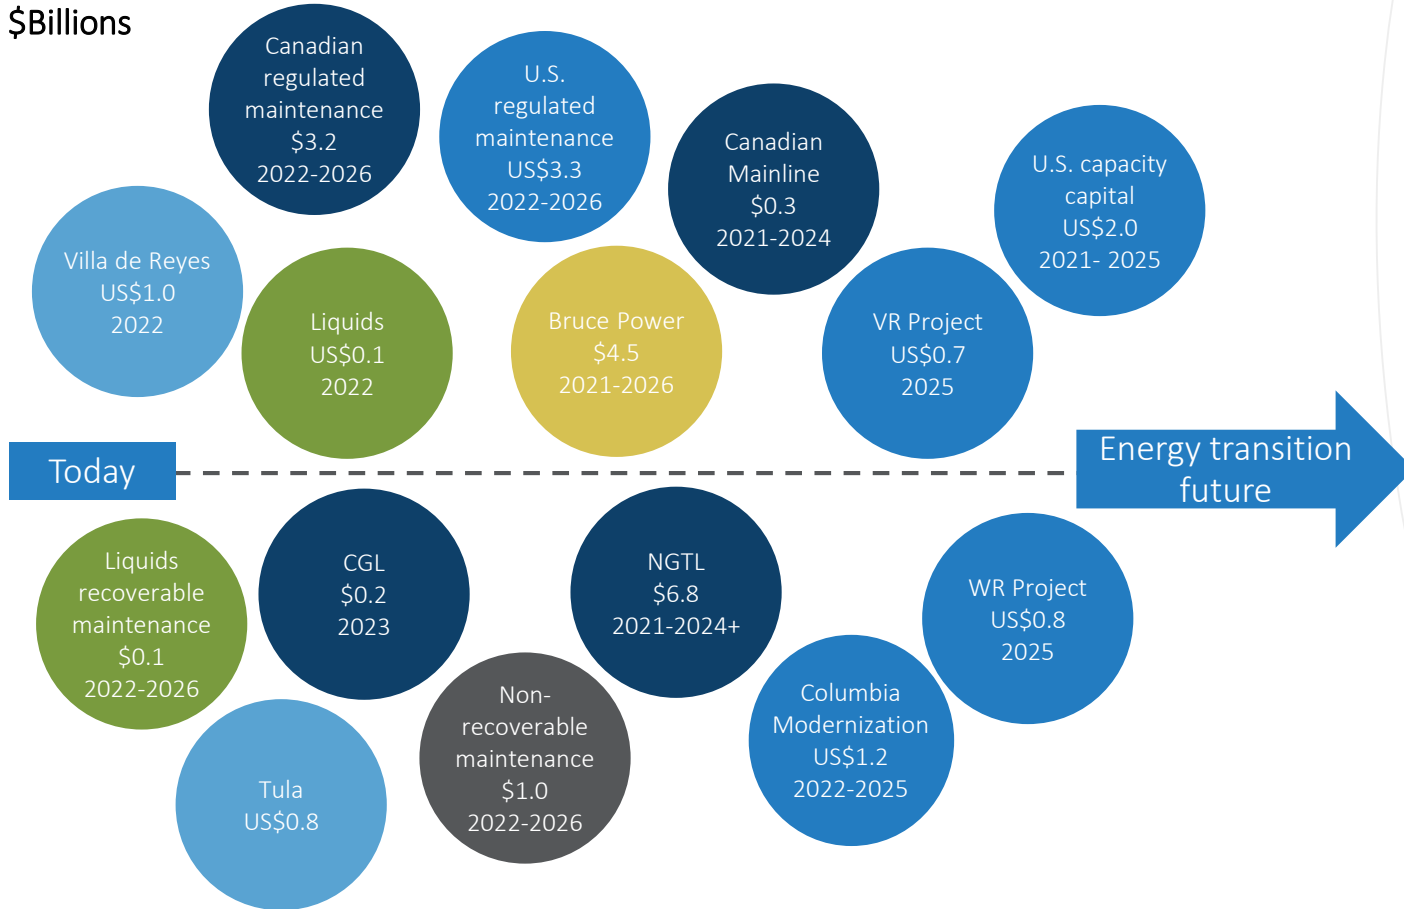 $Billions
Canadian
regulated
maintenance
$3.2
2022-2026
U.S.
regulated
maintenance
US$3.3
2022-2026
Canadian
Mainline
$0.3
2021-2024
U.S. capacity
capital
US$2.0
2021- 2025
Villa de Reyes
US$1.0
2022
Liquids
US$0.1
2022
Bruce Power
$4.5
2021-2026
VR Project
US$0.7
2025
Today
Energy transition
future
Liquids
recoverable
maintenance
$0.1
2022-2026
CGL
$0.2
2023
NGTL
$6.8
2021-2024+
WR Project
US$0.8
2025
Tula
US$0.8
Non-
recoverable
maintenance
$1.0
2022-2026
Columbia
Modernization
US$1.2
2022-2025